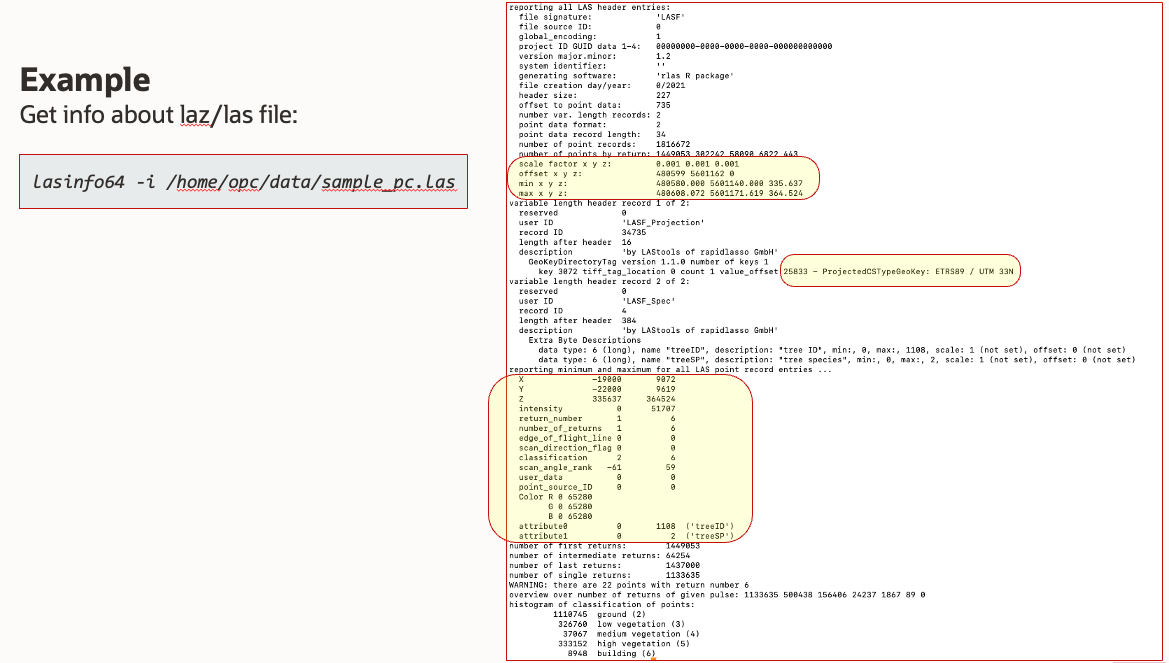 Example
Get info about laz/las file:
lasinfo64 -i /home/opc/data/sample_pc.las
reporting all LAS header entries:
file signature: 'LASF'
file source ID: 0
global_encoding: 1
project ID GUID data 1-4: 00000000-0000-0000-0000-000000000000
version major.minor: 1.2
system identifier: ''
generating software: 'rlas R package'
file creation day/year: 0/2021
header size: 227
offset to point data: 735
number var. length records: 2
point data format: 2
point data record length: 34
number of point records: 1816672
number of points by return: 1449053 302242 58090 6822 443
scale factor x y z: 0.001 0.001 0.001
offset x y z: 480599 5601162 0
min x y z: 480580.000 5601140.000 335.637
max x y z: 480608.072 5601171.619 364.524
variable length header record 1 of 2:
reserved 0
user ID 'LASF_Projection'
record ID 34735
length after header 16
description 'by LAStools of rapidlasso GmbH'
GeoKeyDirectoryTag version 1.1.0 number of keys 1
key 3072 tiff_tag_location 0 count 1 value_offset 25833 - ProjectedCSTypeGeoKey: ETRS89 / UTM 33N
variable length header record 2 of 2:
reserved 0
user ID 'LASF_Spec'
record ID 4
length after header 384
description 'by LAStools of rapidlasso GmbH'
Extra Byte Descriptions
data type: 6 (long), name "treeID", description: "tree ID", min:, 0, max:, 1108, scale: 1 (not set), offset: 0 (not set)
data type: 6 (long), name "treeSP", description: "tree species", min:, 0, max:, 2, scale: 1 (not set), offset: 0 (not set)
reporting minimum and maximum for all LAS point record entries ...
X -19000 9072
Y -22000 9619
Z 335637 364524
intensity 0 51707
return_number 1 6
number_of_returns 1 6
edge_of_flight_line 0 0
scan_direction_flag 0 0
classification 2 6
scan_angle_rank -61 59
user_data 0 0
point_source_ID 0 0
Color R 0 65280
G 0 65280
B 0 65280
attribute0 0 1108 ('treeID')
attribute1 0 2 ('treeSP')
number of first returns: 1449053
number of intermediate returns: 64254
number of last returns: 1437000
number of single returns: 1133635
WARNING: there are 22 points with return number 6
overview over number of returns of given pulse: 1133635 500438 156406 24237 1867 89 0
histogram of classification of points:
1110745 ground (2)
326760 low vegetation (3)
37067 medium vegetation (4)
333152 high vegetation (5)
8948 building (6)